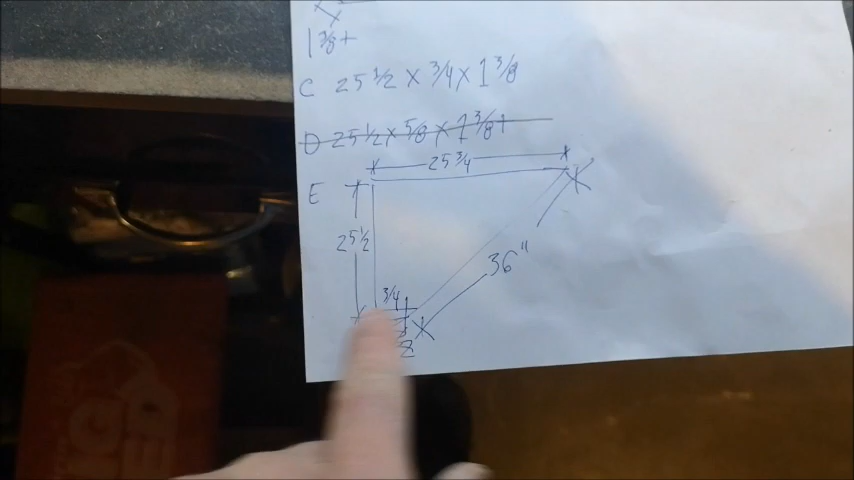 1 3/8+
C 25 1/2 X 3/4 X 1 3/8
D 25 1/2 X 5/8 X 1 3/8+
25 3/4
E
25 1/2
36"
3/4